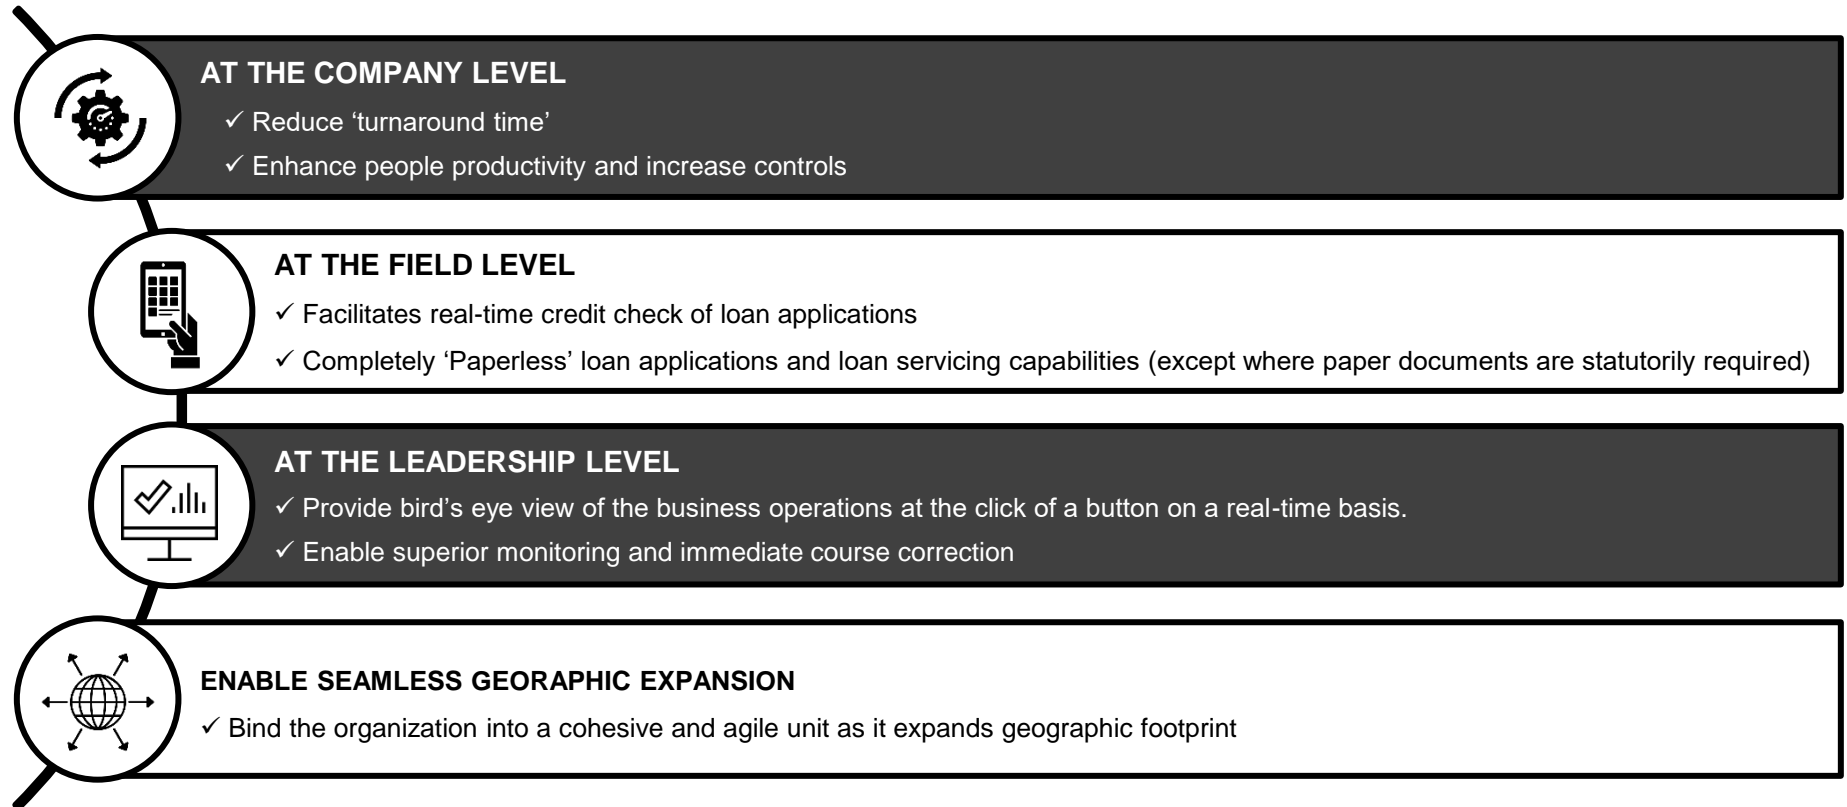 AT THE COMPANY LEVEL
✓ Reduce ‘turnaround time’
✓ Enhance people productivity and increase controls
AT THE FIELD LEVEL
✓ Facilitates real-time credit check of loan applications
✓ Completely ‘Paperless’ loan applications and loan servicing capabilities (except where paper documents are statutorily required)
AT THE LEADERSHIP LEVEL
✓ Provide bird’s eye view of the business operations at the click of a button on a real-time basis.
✓ Enable superior monitoring and immediate course correction
ENABLE SEAMLESS GEORAPHIC EXPANSION
✓ Bind the organization into a cohesive and agile unit as it expands geographic footprint